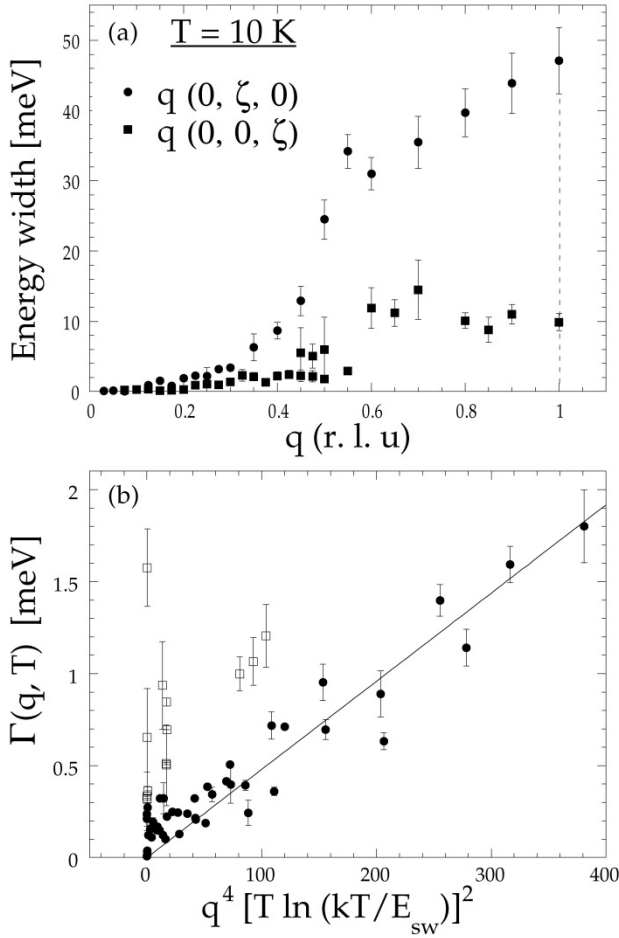 (a)
T = 10 K
q (0, ζ, 0)
q (0, 0, ζ)
Energy width [meV]
50
40
30
20
10
0
0
0.2
0.4
0.6
0.8
1
q (r. l. u)
(b)
Γ(q, T) [meV]
2
1.5
1
0.5
0
0
100
200
300
400
q⁴ [T ln (kT/E_sw)]²